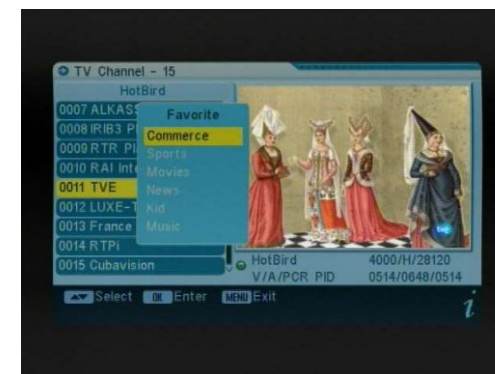 TV Channel - 15
HotBird
0007 ALKASS
0008 IRIB3 P
0009 RTR Pl
0010 RAI Inte
0011 TVE
0012 LUXE-T
0013 France
0014 RTPi
0015 Cubavision
Favorite
Commerce
Sports
Movies
News
Kid
Music
HotBird 4000/H/28120
V/A/PCR PID 0514/0648/0514
Select OK Enter MENU Exit
i